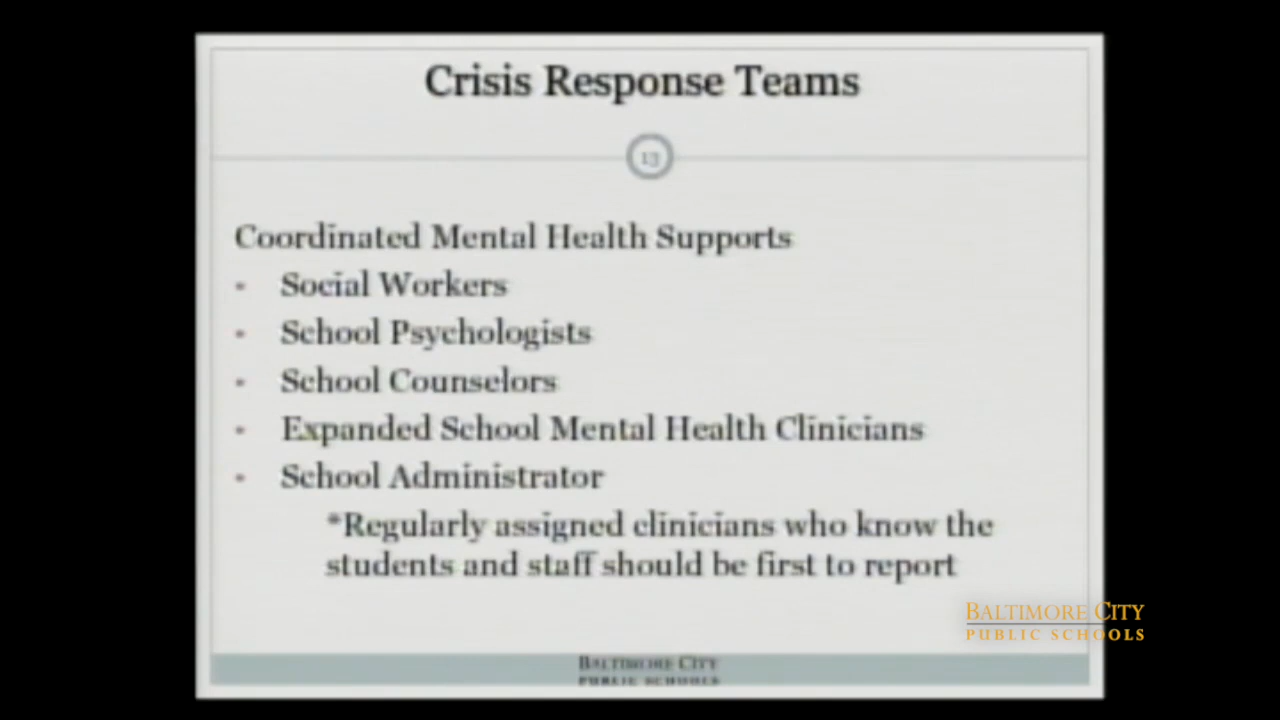 Crisis Response Teams
13
Coordinated Mental Health Supports
- Social Workers
- School Psychologists
- School Counselors
- Expanded School Mental Health Clinicians
- School Administrator
*Regularly assigned clinicians who know the
students and staff should be first to report
BALTIMORE CITY
PUBLIC SCHOOLS
BALTIMORE CITY
PUBLIC SCHOOLS